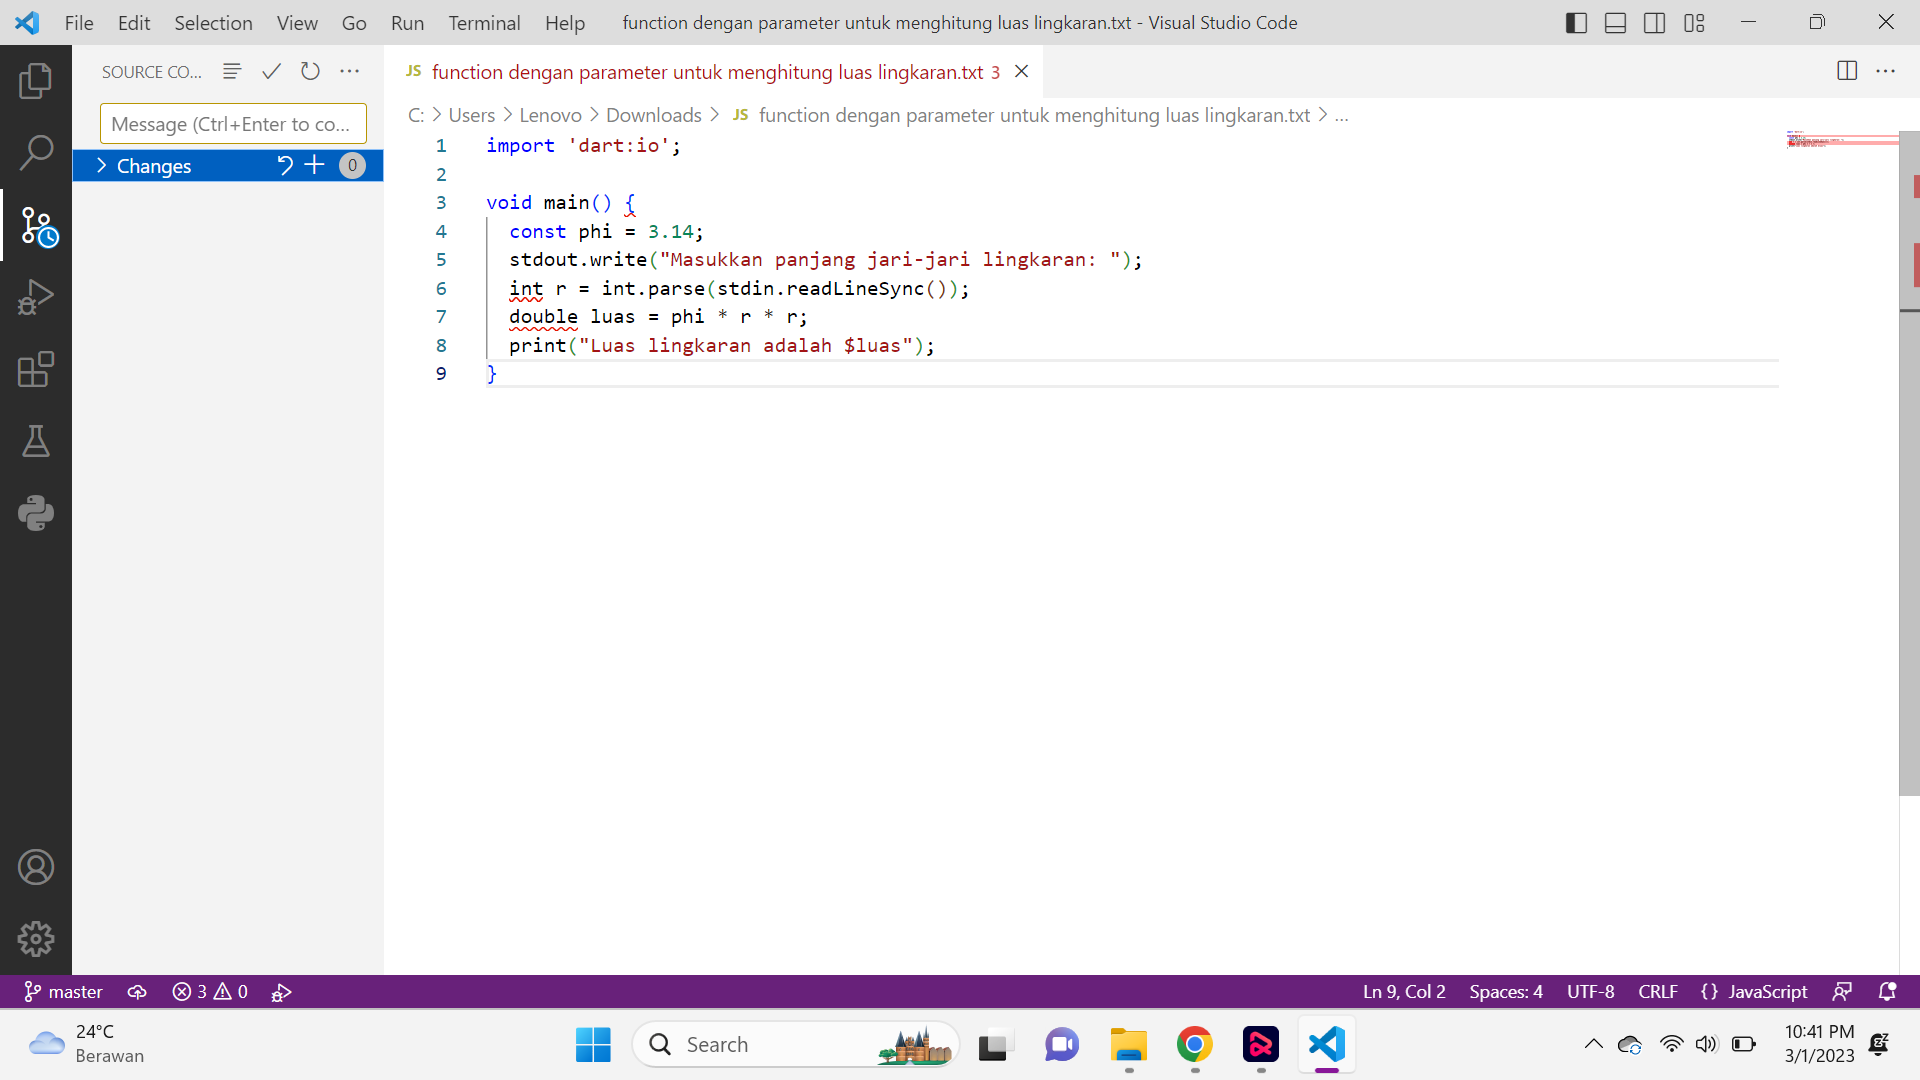 File Edit Selection View Go Run Terminal Help function dengan parameter untuk menghitung luas lingkaran.txt - Visual Studio Code
SOURCE CO...
Message (Ctrl+Enter to co...
Changes 0
JS function dengan parameter untuk menghitung luas lingkaran.txt 3
C: > Users > Lenovo > Downloads > JS function dengan parameter untuk menghitung luas lingkaran.txt > ...
1 import 'dart:io';
2
3 void main() {
4 const phi = 3.14;
5 stdout.write("Masukkan panjang jari-jari lingkaran: ");
6 int r = int.parse(stdin.readLineSync());
7 double luas = phi * r * r;
8 print("Luas lingkaran adalah $luas");
9 }
master 3 0 Ln 9, Col 2 Spaces: 4 UTF-8 CRLF {} JavaScript
24°C
Berawan
Search
10:41 PM
3/1/2023